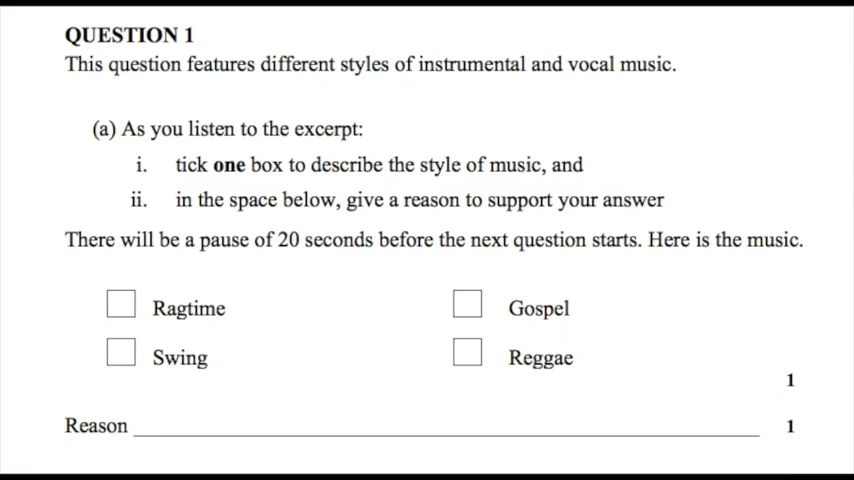 QUESTION 1
This question features different styles of instrumental and vocal music.
(a) As you listen to the excerpt:
i. tick one box to describe the style of music, and
ii. in the space below, give a reason to support your answer
There will be a pause of 20 seconds before the next question starts. Here is the music.
Ragtime Gospel
Swing Reggae
1
Reason 1